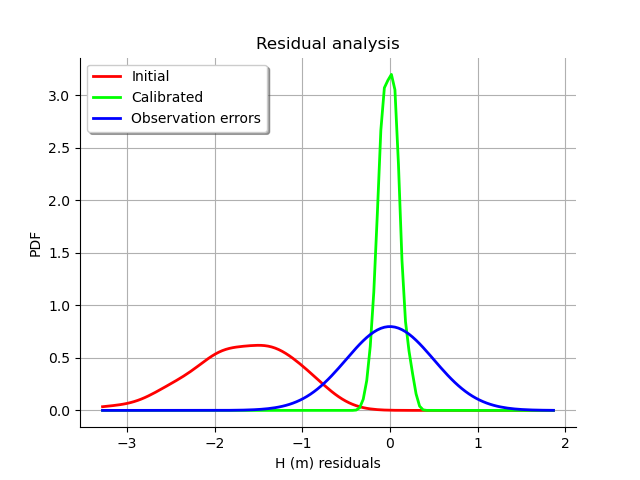 Residual analysis
Initial
Calibrated
Observation errors
PDF
3.0
2.5
2.0
1.5
1.0
0.5
0.0
−3 −2 −1 0 1 2
H (m) residuals